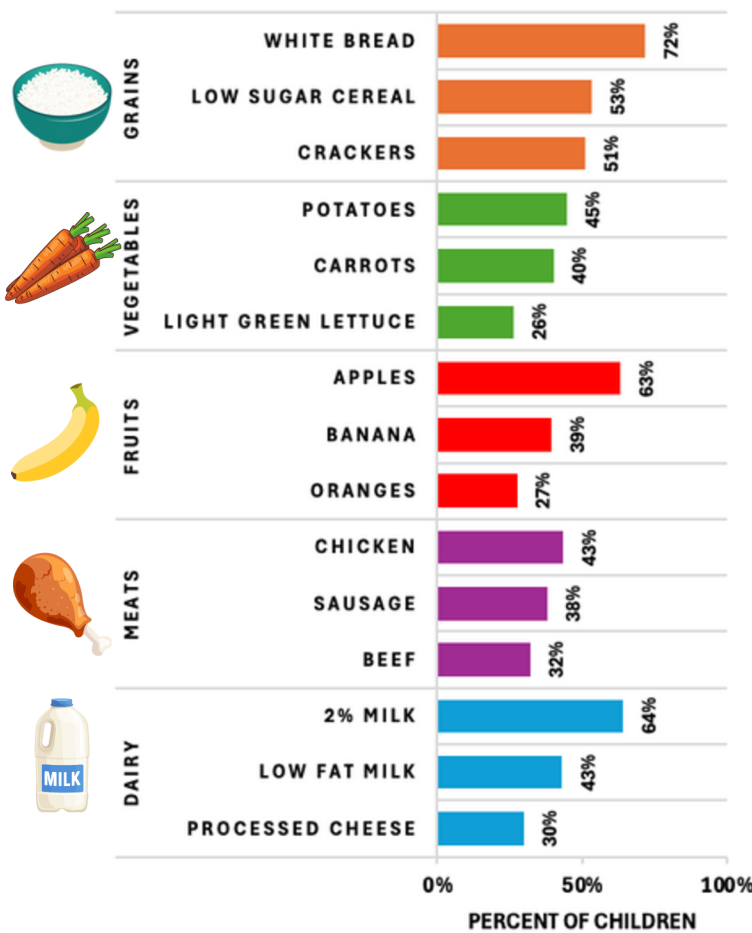 GRAINS
WHITE BREAD 72%
LOW SUGAR CEREAL 53%
CRACKERS 51%
VEGETABLES
POTATOES 45%
CARROTS 40%
LIGHT GREEN LETTUCE 26%
FRUITS
APPLES 63%
BANANA 39%
ORANGES 27%
MEATS
CHICKEN 43%
SAUSAGE 38%
BEEF 32%
DAIRY
MILK
2% MILK 64%
LOW FAT MILK 43%
PROCESSED CHEESE 30%
0% 50% 100%
PERCENT OF CHILDREN